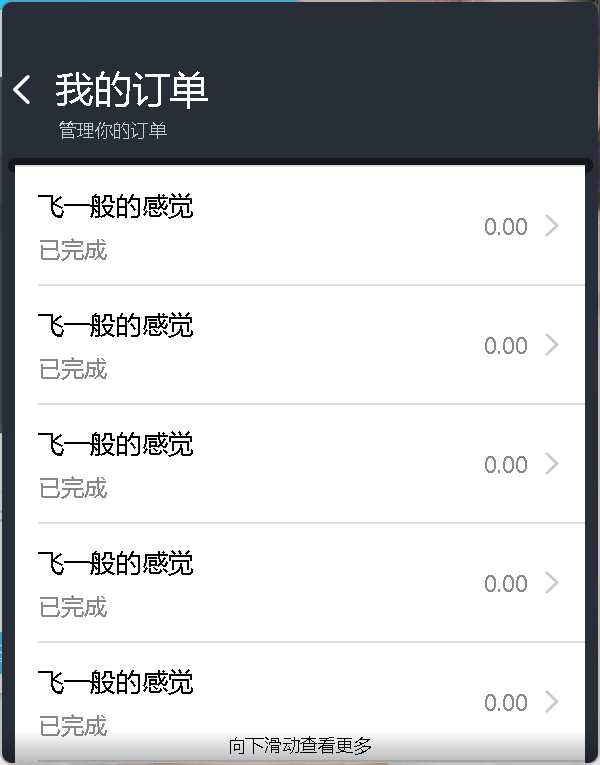 我的订单
管理你的订单
飞一般的感觉
0.00
已完成
飞一般的感觉
0.00
已完成
飞一般的感觉
0.00
已完成
飞一般的感觉
0.00
已完成
飞一般的感觉
0.00
已完成
向下滑动查看更多